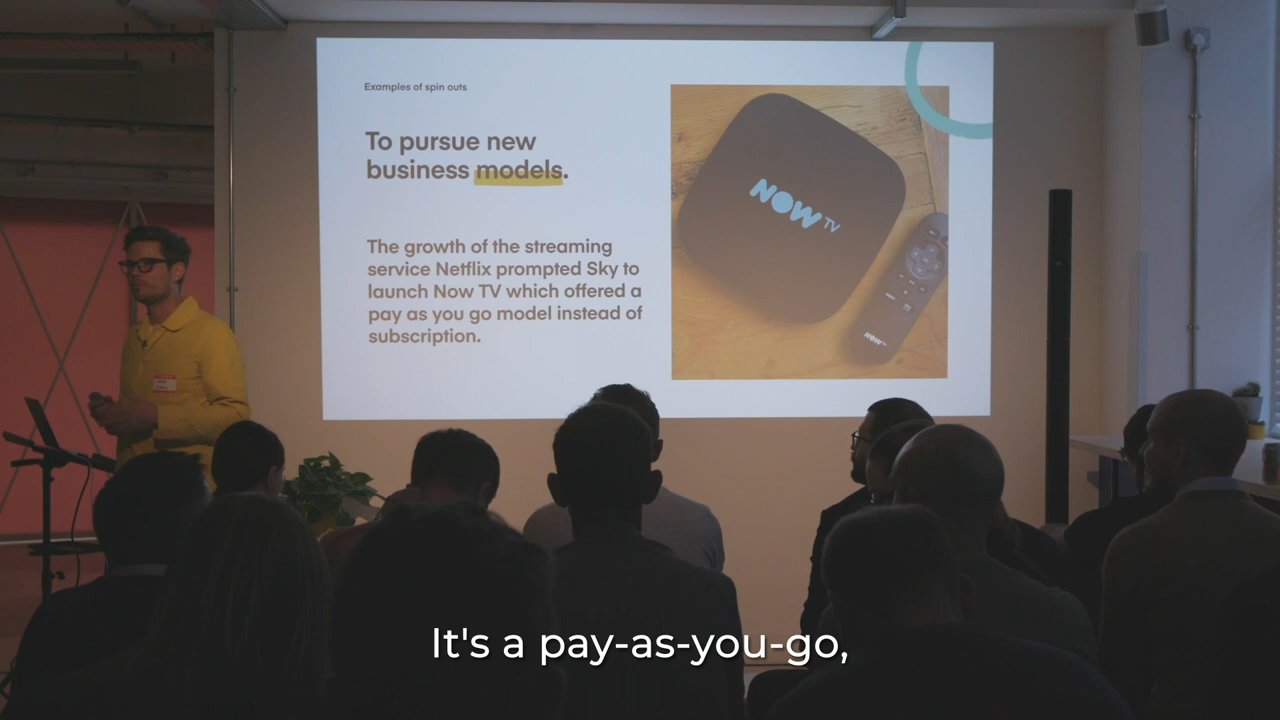 Examples of spin outs
To pursue new
business models.
The growth of the streaming
service Netflix prompted Sky to
launch Now TV which offered a
pay as you go model instead of
subscription.
NOW TV
NOW
It's a pay-as-you-go,